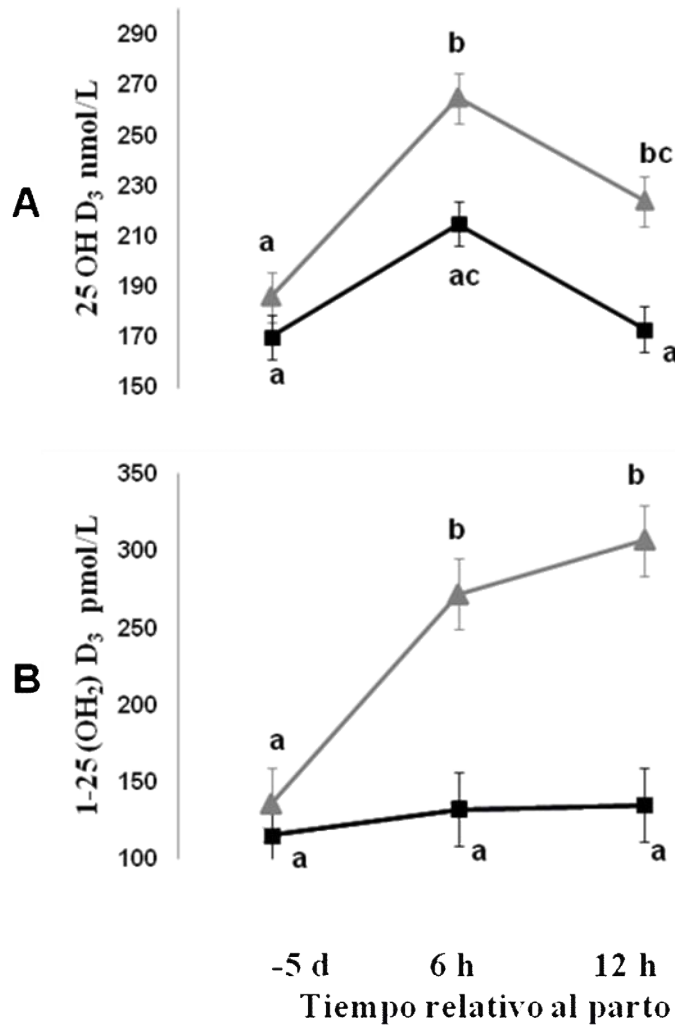 A
25 OH D₃ nmol/L
290
270
250
230
210
190
170
150
a
b
bc
a
ac
a
B
1-25 (OH₂) D₃ pmol/L
350
300
250
200
150
100
a
b
b
a
a
a
-5 d 6 h 12 h
Tiempo relativo al parto